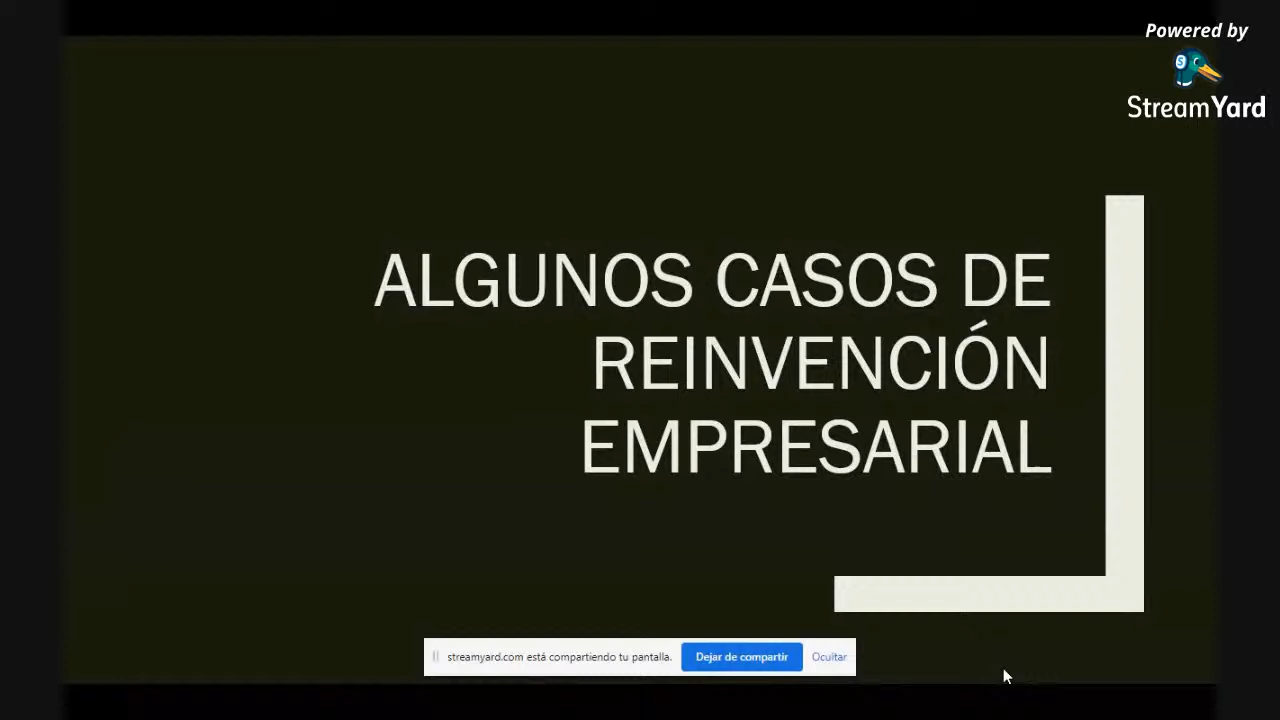 Powered by
StreamYard
ALGUNOS CASOS DE
REINVENCIÓN
EMPRESARIAL
streamyard.com está compartiendo tu pantalla. Dejar de compartir Ocultar